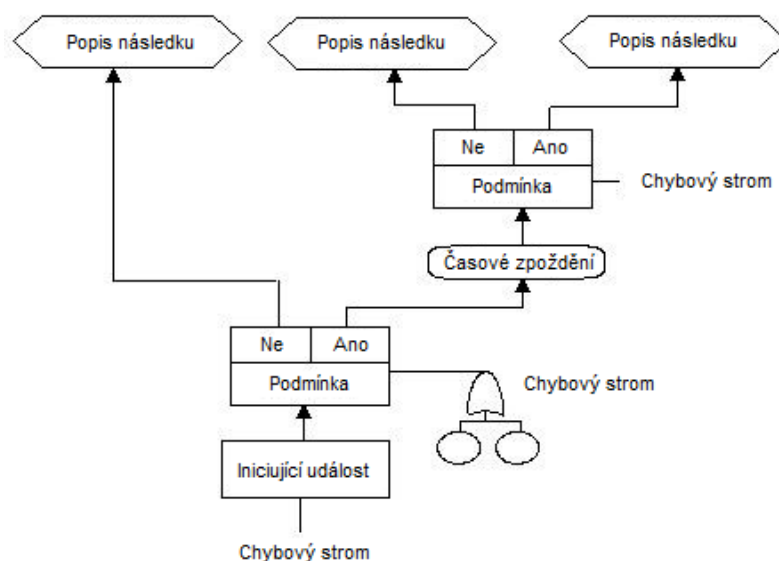 Popis následku
Popis následku
Popis následku
Ne
Ano
Podmínka
Chybový strom
Časové zpoždění
Ne
Ano
Podmínka
Chybový strom
Iniciující událost
Chybový strom